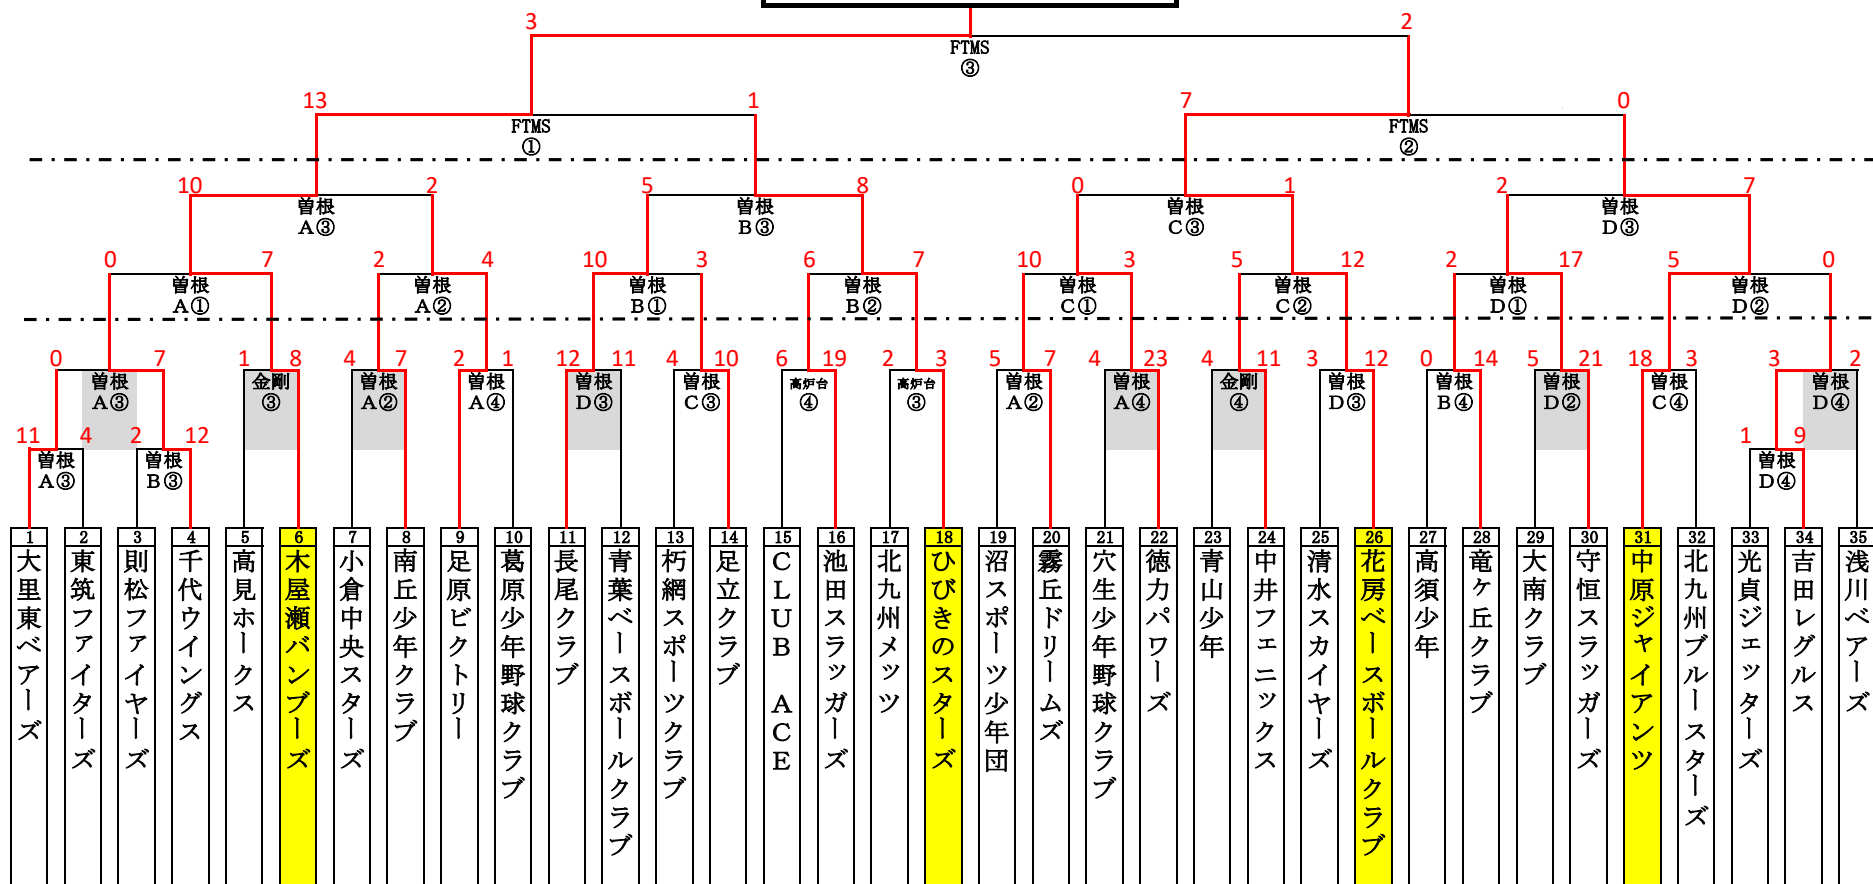 3 2
FTMS
③
13 1 7 0
FTMS FTMS
① ②
10 2 5 8 0 1 2 7
曽根 曽根 曽根 曽根
A③ B③ C③ D③
0 7 2 4 10 3 6 7 10 3 5 12 2 17 5 0
曽根 曽根 曽根 曽根 曽根 曽根 曽根 曽根
A① A② B① B② C① C② D① D②
0 7 1 8 4 7 2 1 12 11 4 10 6 19 2 3 5 7 4 23 4 11 3 12 0 14 5 21 18 3 3 2
曽根 金剛 曽根 曽根 曽根 曽根 高炉台 高炉台 曽根 曽根 金剛 曽根 曽根 曽根 曽根 曽根
A③ ③ A② A④ D③ C③ ④ ③ A② A④ ④ D③ B④ D② C④ D④
11 4 2 12 1 9
曽根 曽根 曽根
A③ B③ D④
1 2 3 4 5 6 7 8 9 10 11 12 13 14 15 16 17 18 19 20 21 22 23 24 25 26 27 28 29 30 31 32 33 34 35
大里東ベアーズ
東筑ファイターズ
則松ファイヤーズ
千代ウイングス
高見ホークス
木屋瀬バンブーズ
小倉中央スターズ
南丘少年クラブ
足原ビクトリー
葛原少年野球クラブ
長尾クラブ
青葉ベースボールクラブ
朽網スポーツクラブ
足立クラブ
CLUB ACE
池田スラッガーズ
北九州メッツ
ひびきのスターズ
沼スポーツ少年団
霧丘ドリームズ
穴生少年野球クラブ
徳力パワーズ
青山少年
中井フェニックス
清水スカイヤーズ
花房ベースボールクラブ
高須少年
竜ケ丘クラブ
大南クラブ
守恒スラッガーズ
中原ジャイアンツ
北九州ブルースターズ
光貞ジェッターズ
吉田レグルス
浅川ベアーズ